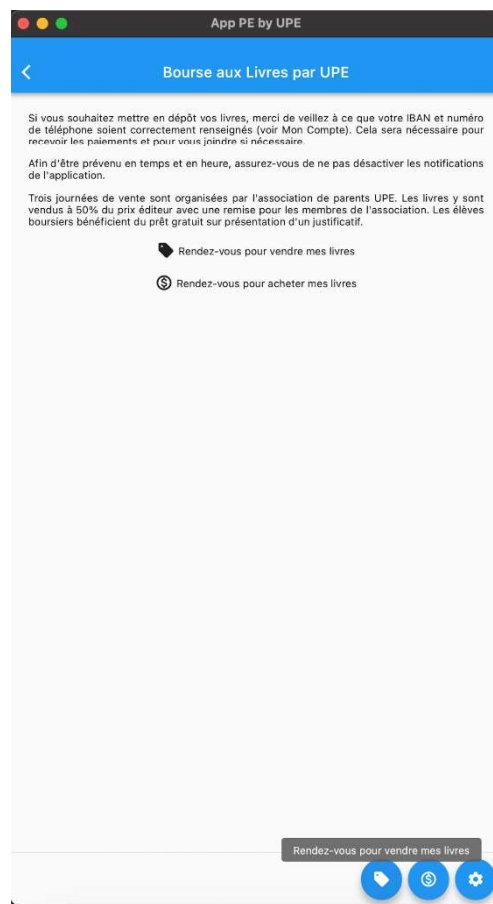 App PE by UPE
Bourse aux Livres par UPE
Si vous souhaitez mettre en dépôt vos livres, merci de veillez à ce que votre IBAN et numéro
de téléphone soient correctement renseignés (voir Mon Compte). Cela sera nécessaire pour
recevoir les paiements et pour vous joindre si nécessaire.
Afin d'être prévenu en temps et en heure, assurez-vous de ne pas désactiver les notifications
de l'application.
Trois journées de vente sont organisées par l'association de parents UPE. Les livres y sont
vendus à 50% du prix éditeur avec une remise pour les membres de l'association. Les élèves
boursiers bénéficient du prêt gratuit sur présentation d'un justificatif.
Rendez-vous pour vendre mes livres
Rendez-vous pour acheter mes livres
Rendez-vous pour vendre mes livres